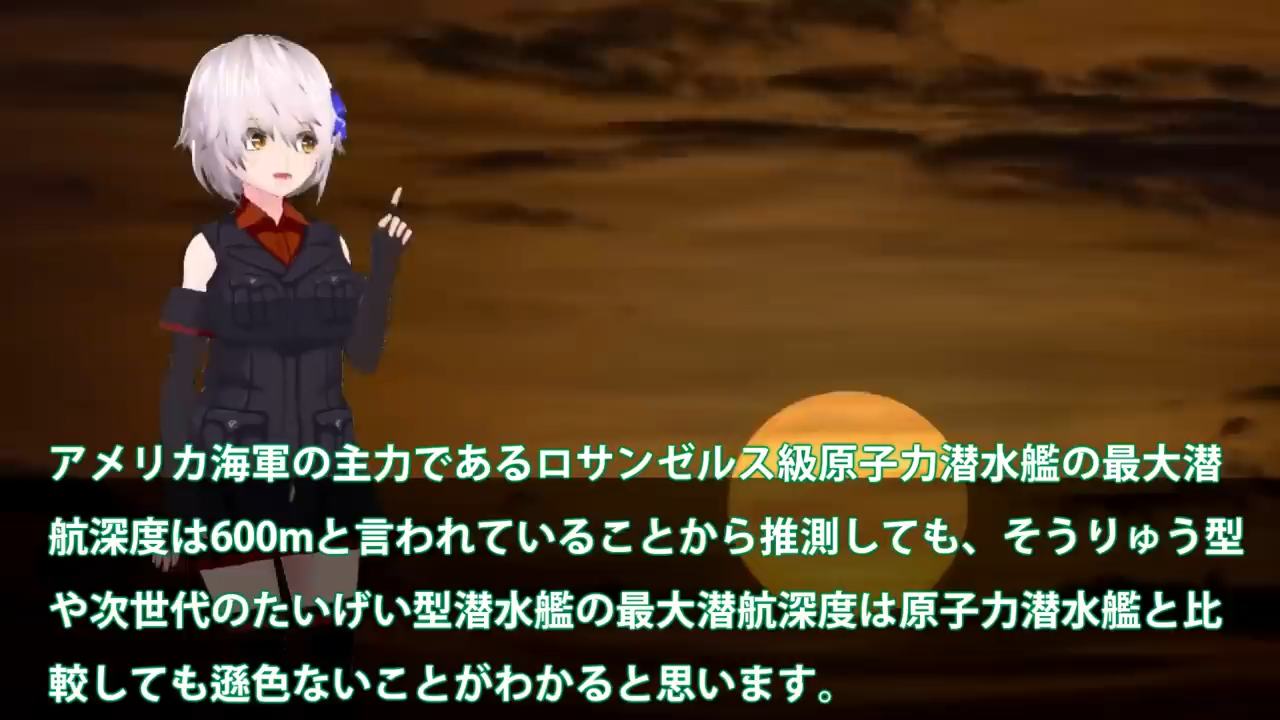 アメリカ海軍の主力であるロサンゼルス級原子力潜水艦の最大潜
航深度は600mと言われていることから推測しても、そうりゅう型
や次世代のたいげい型潜水艦の最大潜航深度は原子力潜水艦と比
較しても遜色ないことがわかると思います。